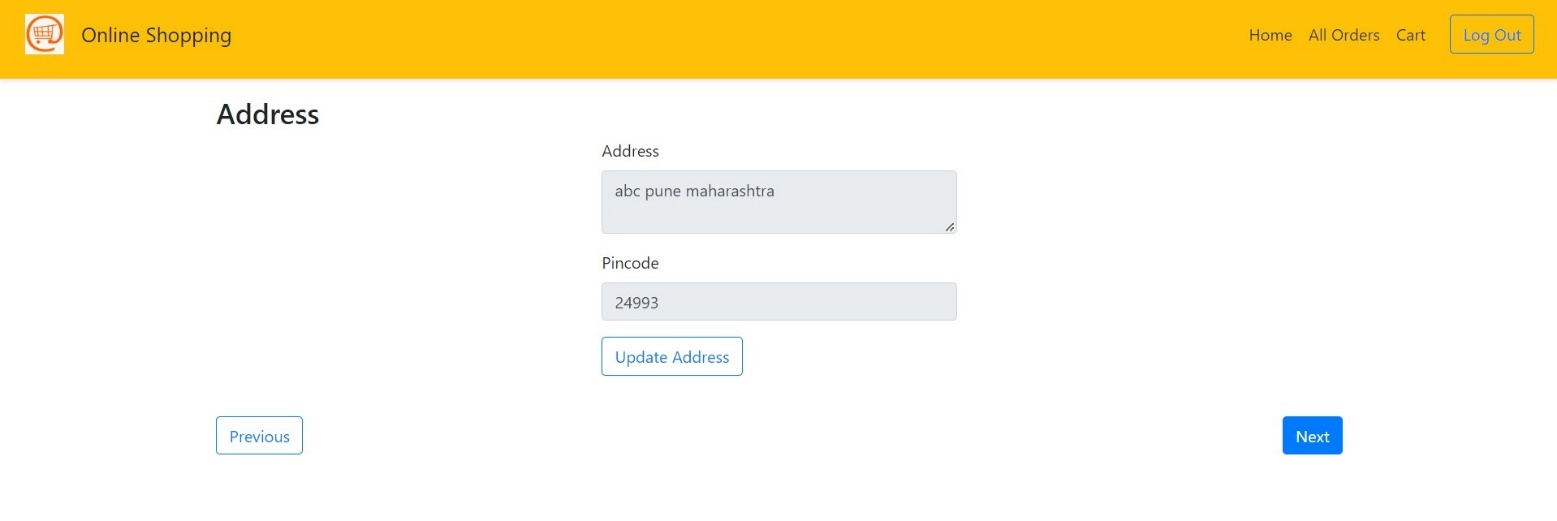 Online Shopping
Home All Orders Cart Log Out
Address
Address
abc pune maharashtra
Pincode
24993
Update Address
Previous
Next